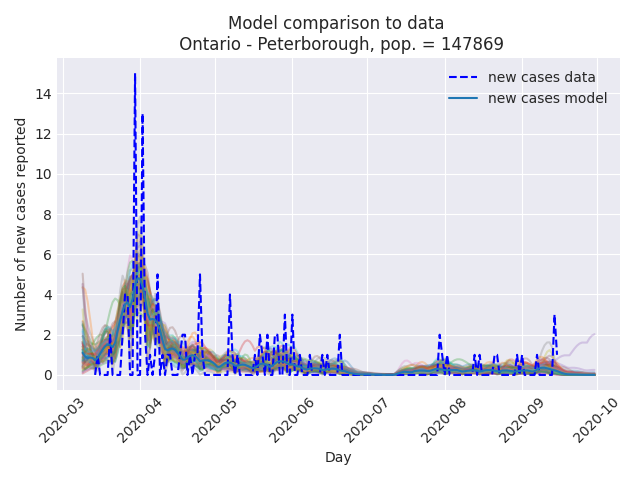 Model comparison to data
Ontario - Peterborough, pop. = 147869
new cases data
new cases model
Number of new cases reported
14
12
10
8
6
4
2
0
2020-03
2020-04
2020-05
2020-06
2020-07
2020-08
2020-09
2020-10
Day